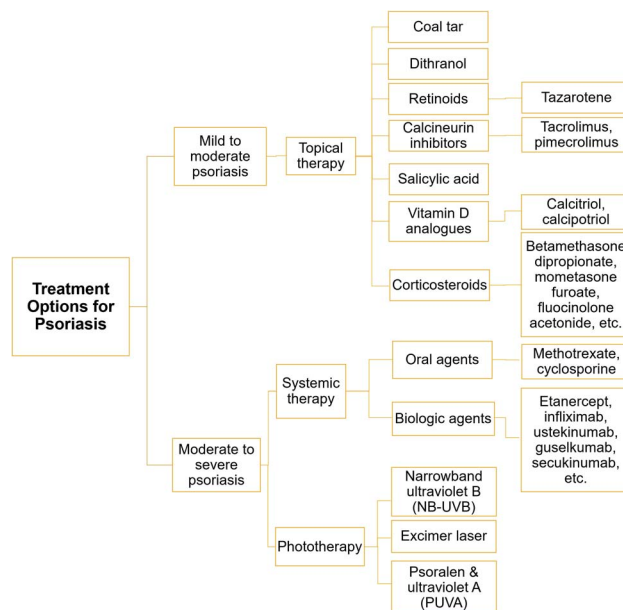 Treatment
Options for
Psoriasis
Mild to
moderate
psoriasis
Topical
therapy
Coal tar
Dithranol
Retinoids
Tazarotene
Calcineurin
inhibitors
Tacrolimus,
pimecrolimus
Salicylic acid
Vitamin D
analogues
Calcitriol,
calcipotriol
Corticosteroids
Betamethasone
dipropionate,
mometasone
furoate,
fluocinolone
acetonide, etc.
Moderate to
severe
psoriasis
Systemic
therapy
Oral agents
Methotrexate,
cyclosporine
Biologic agents
Etanercept,
infliximab,
ustekinumab,
guselkumab,
secukinumab,
etc.
Phototherapy
Narrowband
ultraviolet B
(NB-UVB)
Excimer laser
Psoralen &
ultraviolet A
(PUVA)